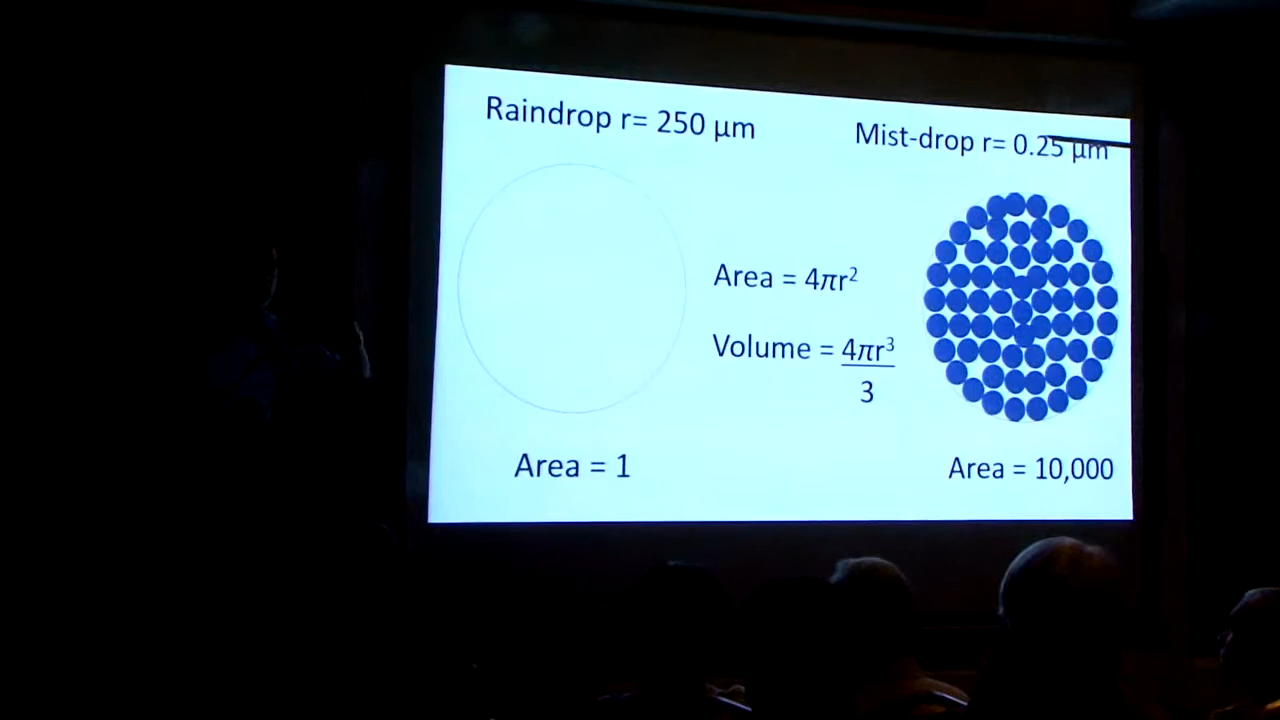 Raindrop r= 250 μm
Mist-drop r= 0.25 μm
Area = 4πr²
Volume = 4πr³
3
Area = 1
Area = 10,000